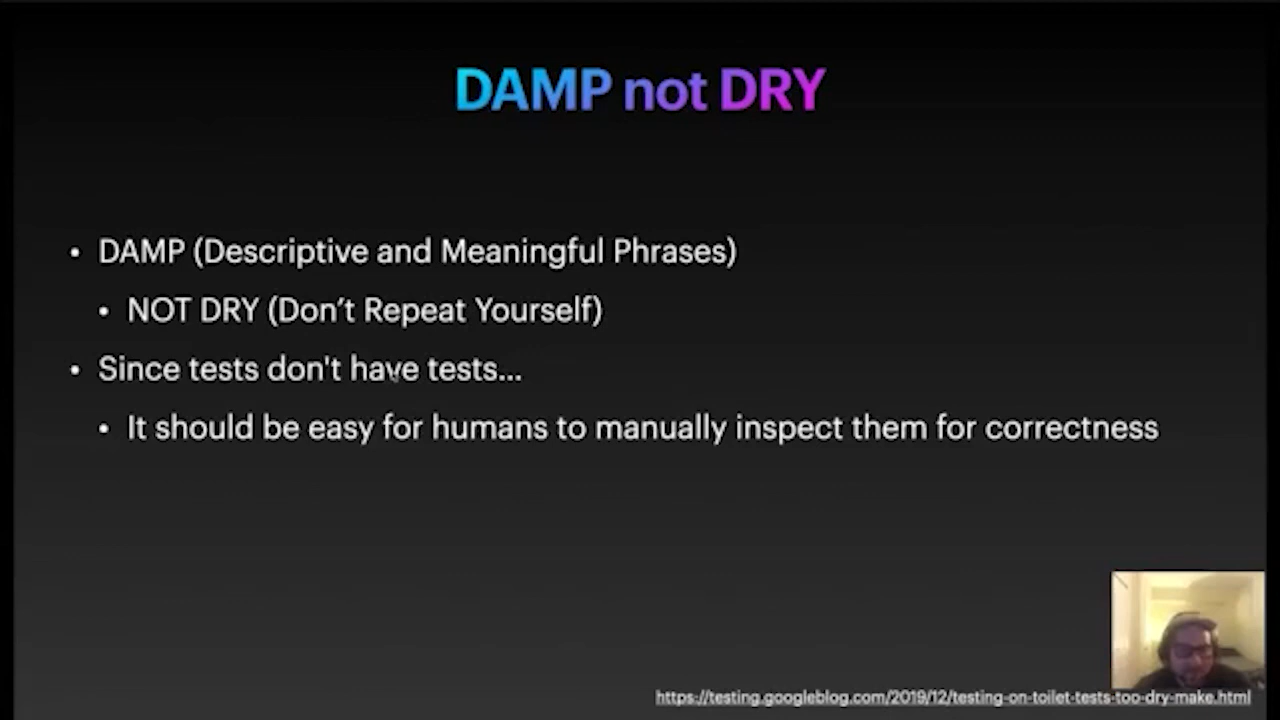 DAMP not DRY
• DAMP (Descriptive and Meaningful Phrases)
• NOT DRY (Don’t Repeat Yourself)
• Since tests don't have tests...
• It should be easy for humans to manually inspect them for correctness
https://testing.googleblog.com/2019/12/testing-on-toilet-tests-too-dry-make.html